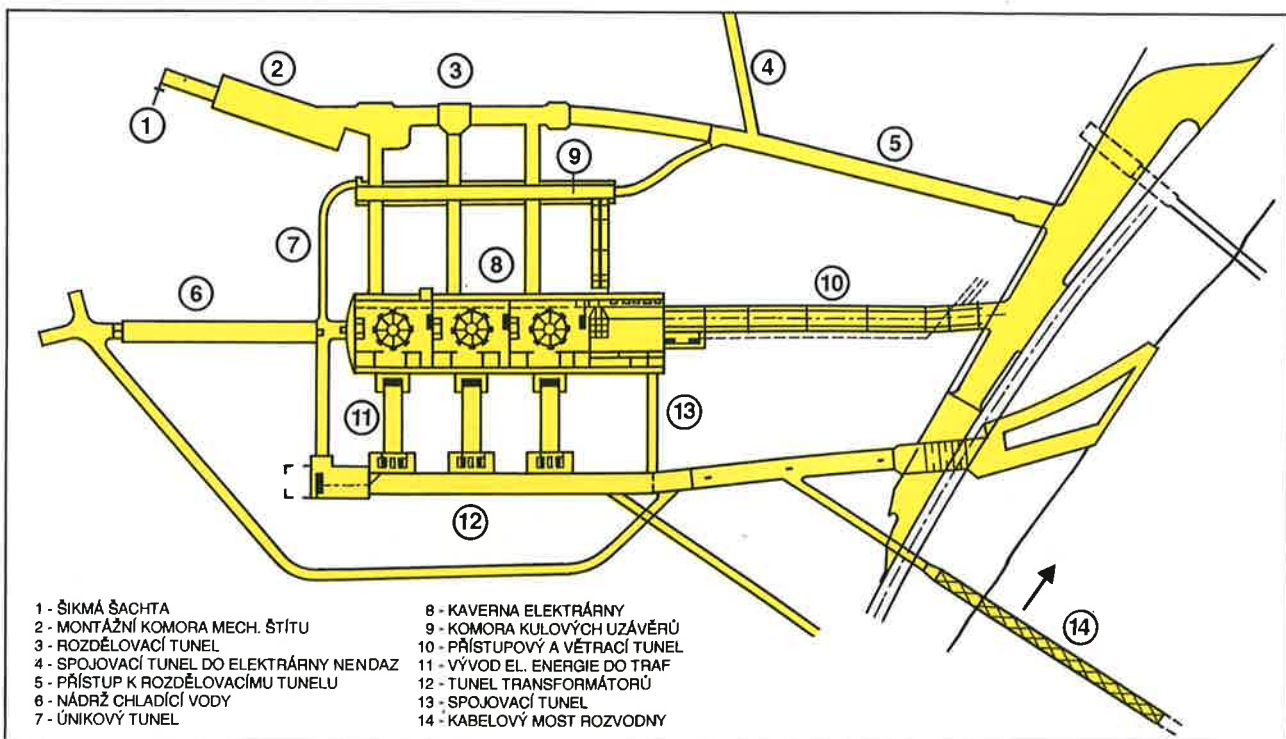 2
3
4
1
9
5
7
8
6
10
11
13
12
14
1 - ŠIKMÁ ŠACHTA
2 - MONTÁŽNÍ KOMORA MECH. ŠTÍTU
3 - ROZDĚLOVACÍ TUNEL
4 - SPOJOVACÍ TUNEL DO ELEKTRÁRNY NENDAZ
5 - PŘÍSTUP K ROZDĚLOVACÍMU TUNELU
6 - NÁDRŽ CHLADÍCÍ VODY
7 - ÚNIKOVÝ TUNEL
8 - KAVERNA ELEKTRÁRNY
9 - KOMORA KULOVÝCH UZÁVĚRŮ
10 - PŘÍSTUPOVÝ A VĚTRACÍ TUNEL
11 - VÝVOD EL. ENERGIE DO TRAF
12 - TUNEL TRANSFORMÁTORŮ
13 - SPOJOVACÍ TUNEL
14 - KABELOVÝ MOST ROZVODNY